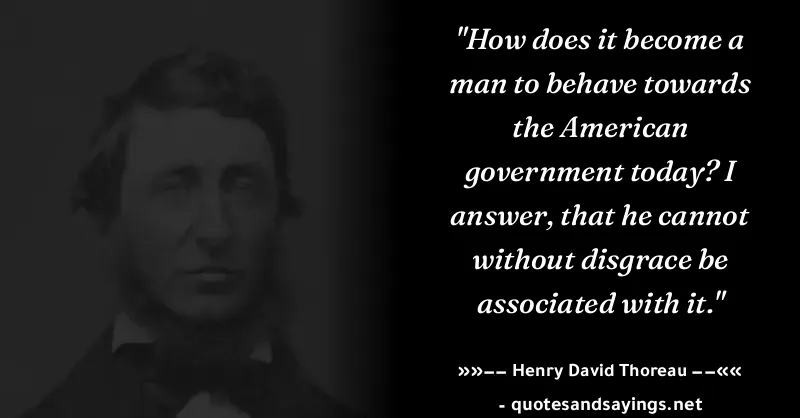 "How does it become a
man to behave towards
the American
government today? I
answer, that he cannot
without disgrace be
associated with it."
»»―― Henry David Thoreau ――««
- quotesandsayings.net